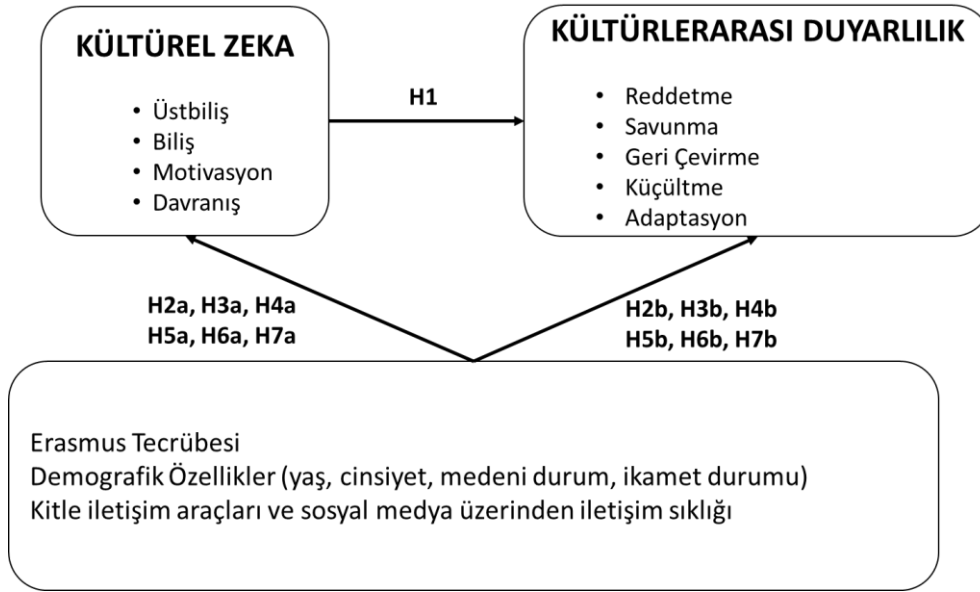 KÜLTÜREL ZEKA
• Üstbiliş
• Biliş
• Motivasyon
• Davranış
H1
KÜLTÜRLERARASI DUYARLILIK
• Reddetme
• Savunma
• Geri Çevirme
• Küçültme
• Adaptasyon
H2a, H3a, H4a
H5a, H6a, H7a
H2b, H3b, H4b
H5b, H6b, H7b
Erasmus Tecrübesi
Demografik Özellikler (yaş, cinsiyet, medeni durum, ikamet durumu)
Kitle iletişim araçları ve sosyal medya üzerinden iletişim sıklığı